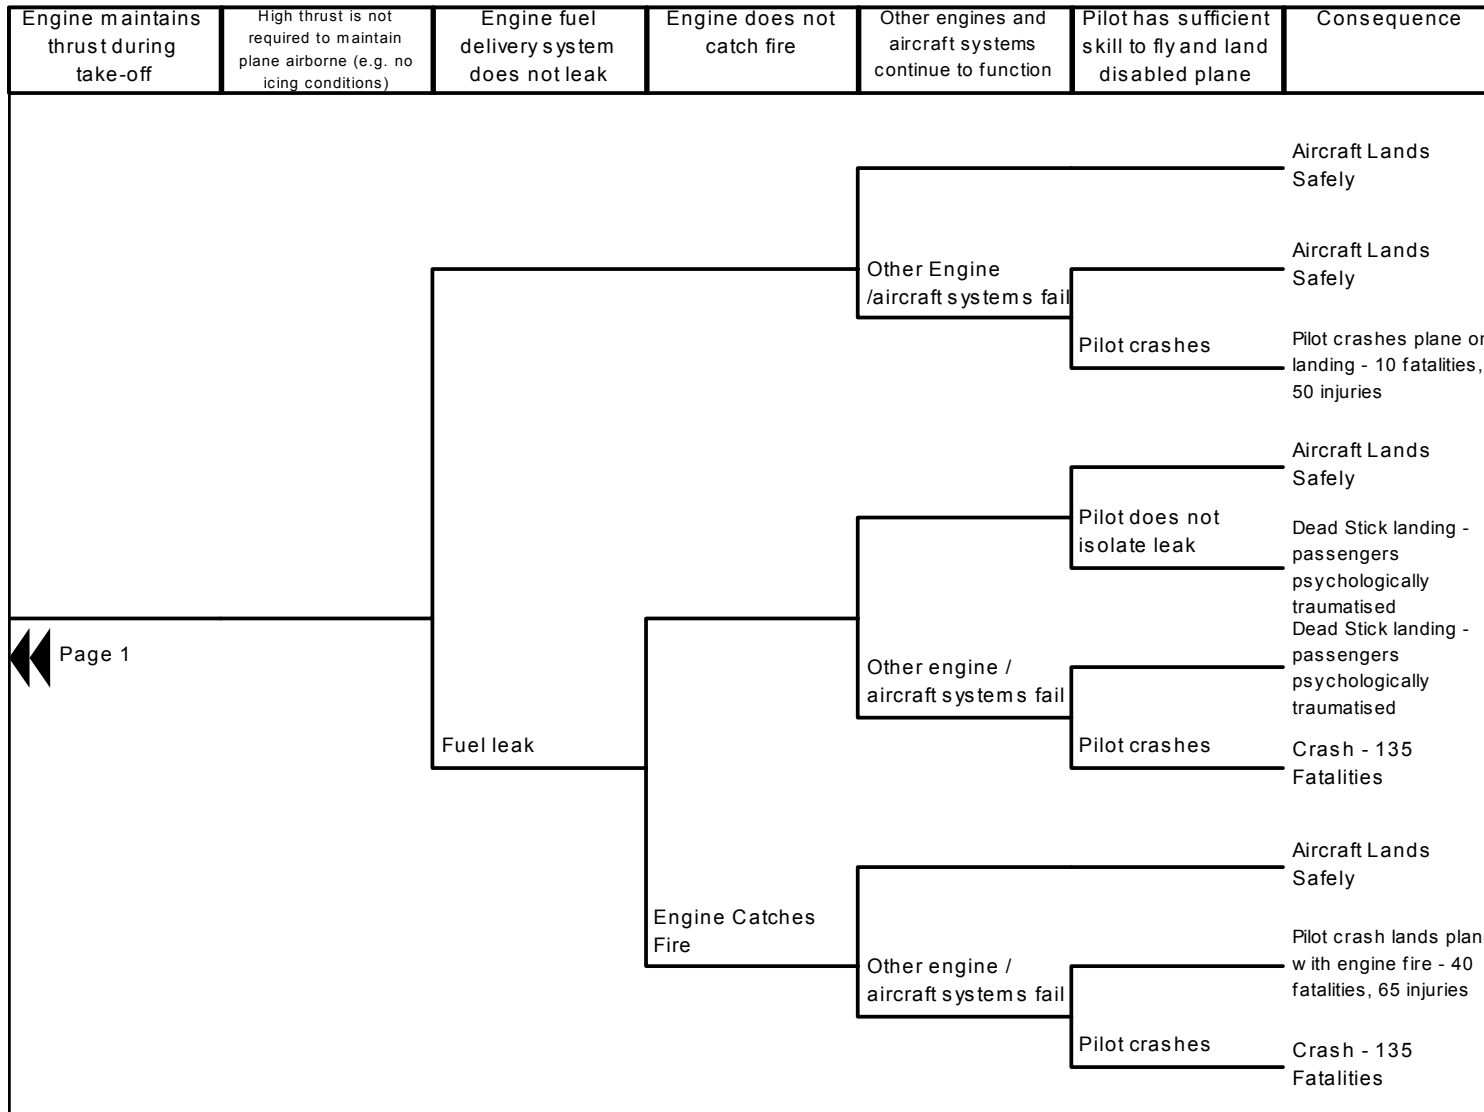 Engine maintains
thrust during
take-off
High thrust is not
required to maintain
plane airborne (e.g. no
icing conditions)
Engine fuel
delivery system
does not leak
Engine does not
catch fire
Other engines and
aircraft systems
continue to function
Pilot has sufficient
skill to fly and land
disabled plane
Consequence
Aircraft Lands
Safely
Other Engine
/aircraft systems fail
Aircraft Lands
Safely
Pilot crashes
Pilot crashes plane on
landing - 10 fatalities,
50 injuries
Aircraft Lands
Safely
Pilot does not
isolate leak
Dead Stick landing -
passengers
psychologically
traumatised
Page 1
Other engine /
aircraft systems fail
Dead Stick landing -
passengers
psychologically
traumatised
Fuel leak
Pilot crashes
Crash - 135
Fatalities
Aircraft Lands
Safely
Engine Catches
Fire
Other engine /
aircraft systems fail
Pilot crash lands plan
with engine fire - 40
fatalities, 65 injuries
Pilot crashes
Crash - 135
Fatalities